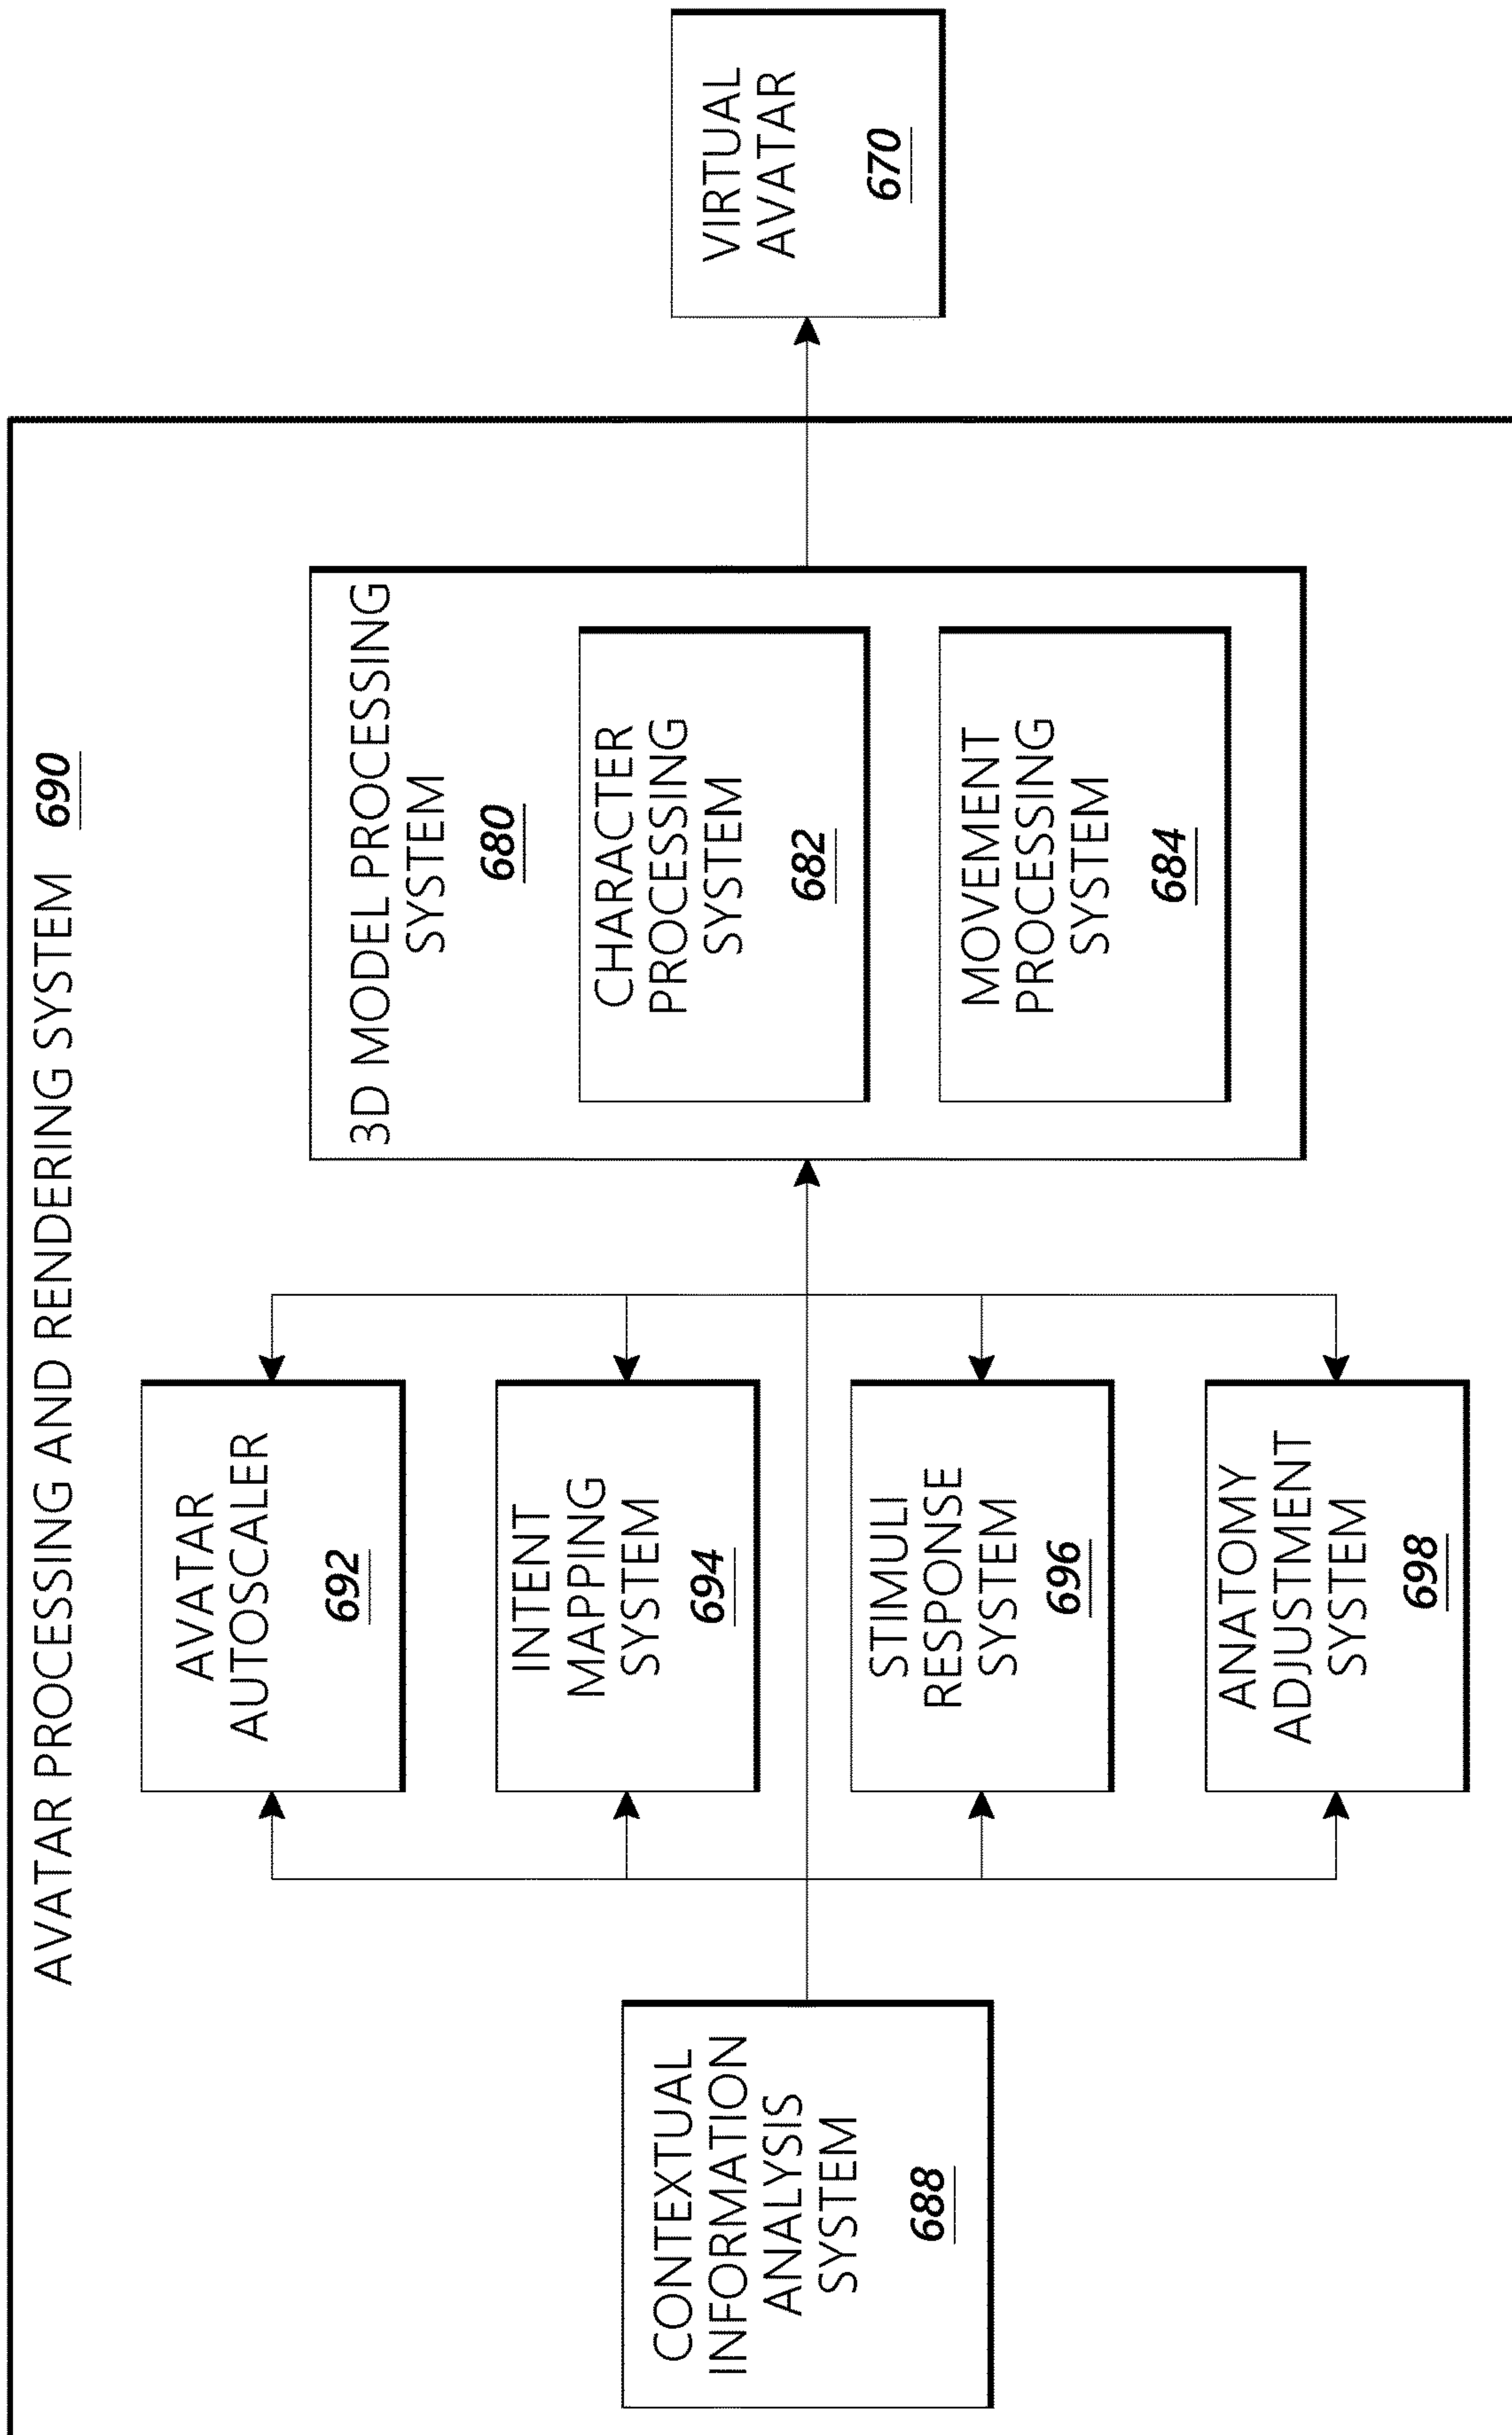 AVATAR PROCESSING AND RENDERING SYSTEM 690
CONTEXTUAL
INFORMATION
ANALYSIS
SYSTEM
688
AVATAR
AUTOSCALER
692
INTENT
MAPPING
SYSTEM
694
STIMULI
RESPONSE
SYSTEM
696
ANATOMY
ADJUSTMENT
SYSTEM
698
3D MODEL PROCESSING
SYSTEM
680
CHARACTER
PROCESSING
SYSTEM
682
MOVEMENT
PROCESSING
SYSTEM
684
VIRTUAL
AVATAR
670